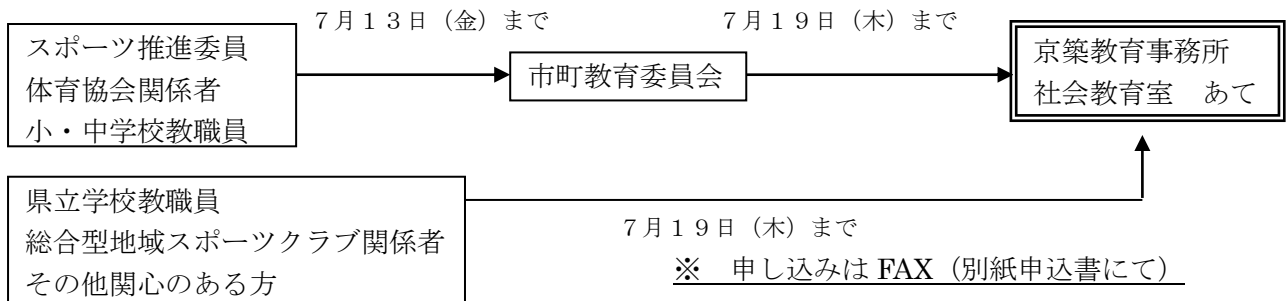 ７月１３日（金）まで
７月１９日（木）まで
スポーツ推進委員
体育協会関係者
小・中学校教職員
市町教育委員会
京築教育事務所
社会教育室　あて
県立学校教職員
総合型地域スポーツクラブ関係者
その他関心のある方
７月１９日（木）まで
※　申し込みは FAX（別紙申込書にて）